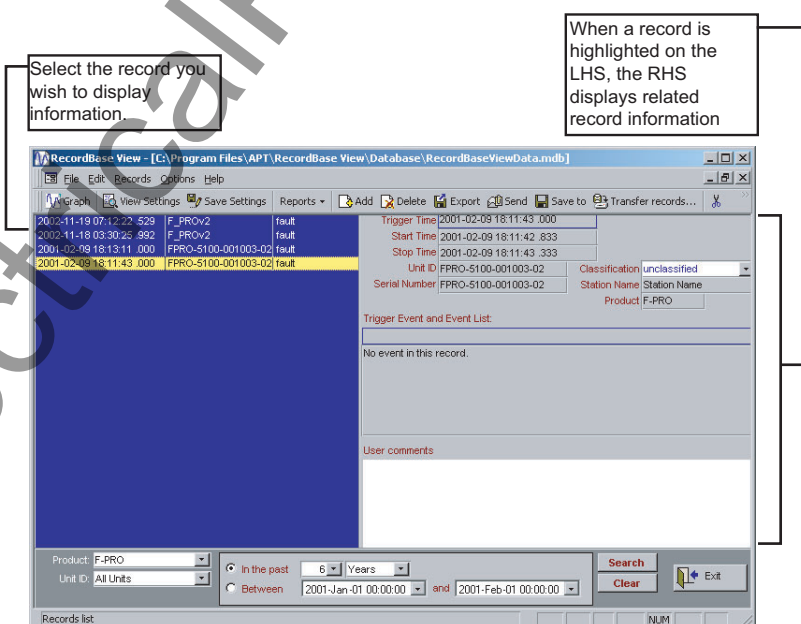 When a record is
highlighted on the
LHS, the RHS
displays related
record information
Select the record you
wish to display
information.
RecordBase View - [C:\Program Files\APT\RecordBase View\Database\RecordBaseViewData.mdb]
File Edit Records Options Help
Graph View Settings Save Settings Reports Add Delete Export Send Save to Transfer records...
2002-11-19 07:12:22 .529 F_PROv2 fault
2002-11-18 03:30:25 .992 F_PROv2 fault
2001-02-09 18:13:11 .000 FPRO-5100-001003-02 fault
2001-02-09 18:11:43 .000 FPRO-5100-001003-02 fault
Trigger Time 2001-02-09 18:11:43 .000
Start Time 2001-02-09 18:11:42 .833
Stop Time 2001-02-09 18:11:43 .333
Unit ID FPRO-5100-001003-02 Classification unclassified
Serial Number FPRO-5100-001003-02 Station Name Station Name
Product F-PRO
Trigger Event and Event List:
No event in this record.
User comments
Product: F-PRO
Unit ID: All Units
In the past 6 Years
Between 2001-Jan-01 00:00:00 and 2001-Feb-01 00:00:00
Search
Clear
Exit
Records list
NUM